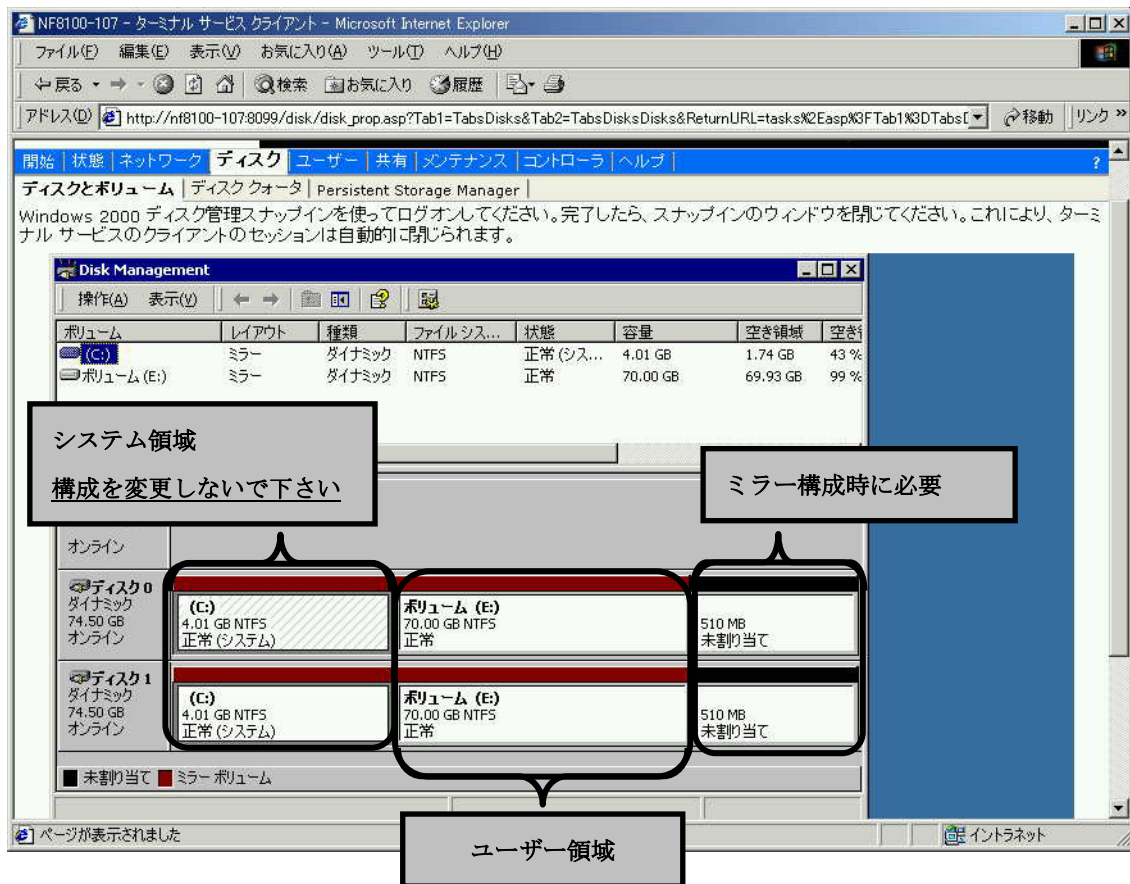 NF8100-107 - ターミナル サービス クライアント - Microsoft Internet Explorer
ファイル(F) 編集(E) 表示(V) お気に入り(A) ツール(T) ヘルプ(H)
戻る 検索 お気に入り 履歴
アドレス(D) http://nf8100-107:8099/disk/disk_prop.asp?Tab1=TabsDisks&Tab2=TabsDisksDisks&ReturnURL=tasks%2Easp%3FTab1%3DTabsD 移動 リンク »
開始 | 状態 | ネットワーク | ディスク | ユーザー | 共有 | メンテナンス | コントローラ | ヘルプ | ?
ディスクとボリューム | ディスク クォータ | Persistent Storage Manager |
Windows 2000 ディスク管理スナップインを使ってログオンしてください。完了したら、スナップインのウィンドウを閉じてください。これにより、ターミ
ナル サービスのクライアントのセッションは自動的に閉じられます。
Disk Management
操作(A) 表示(V)
ボリューム レイアウト 種類 ファイル シス... 状態 容量 空き領域 空き
(C:) ミラー ダイナミック NTFS 正常 (シス... 4.01 GB 1.74 GB 43 %
ボリューム (E:) ミラー ダイナミック NTFS 正常 70.00 GB 69.93 GB 99 %
システム領域
構成を変更しないで下さい
ミラー構成時に必要
オンライン
ディスク 0
ダイナミック
74.50 GB
オンライン
(C:)
4.01 GB NTFS
正常 (システム)
ボリューム (E:)
70.00 GB NTFS
正常
510 MB
未割り当て
ディスク 1
ダイナミック
74.50 GB
オンライン
(C:)
4.01 GB NTFS
正常 (システム)
ボリューム (E:)
70.00 GB NTFS
正常
510 MB
未割り当て
未割り当て ミラー ボリューム
ページが表示されました イントラネット
ユーザー領域